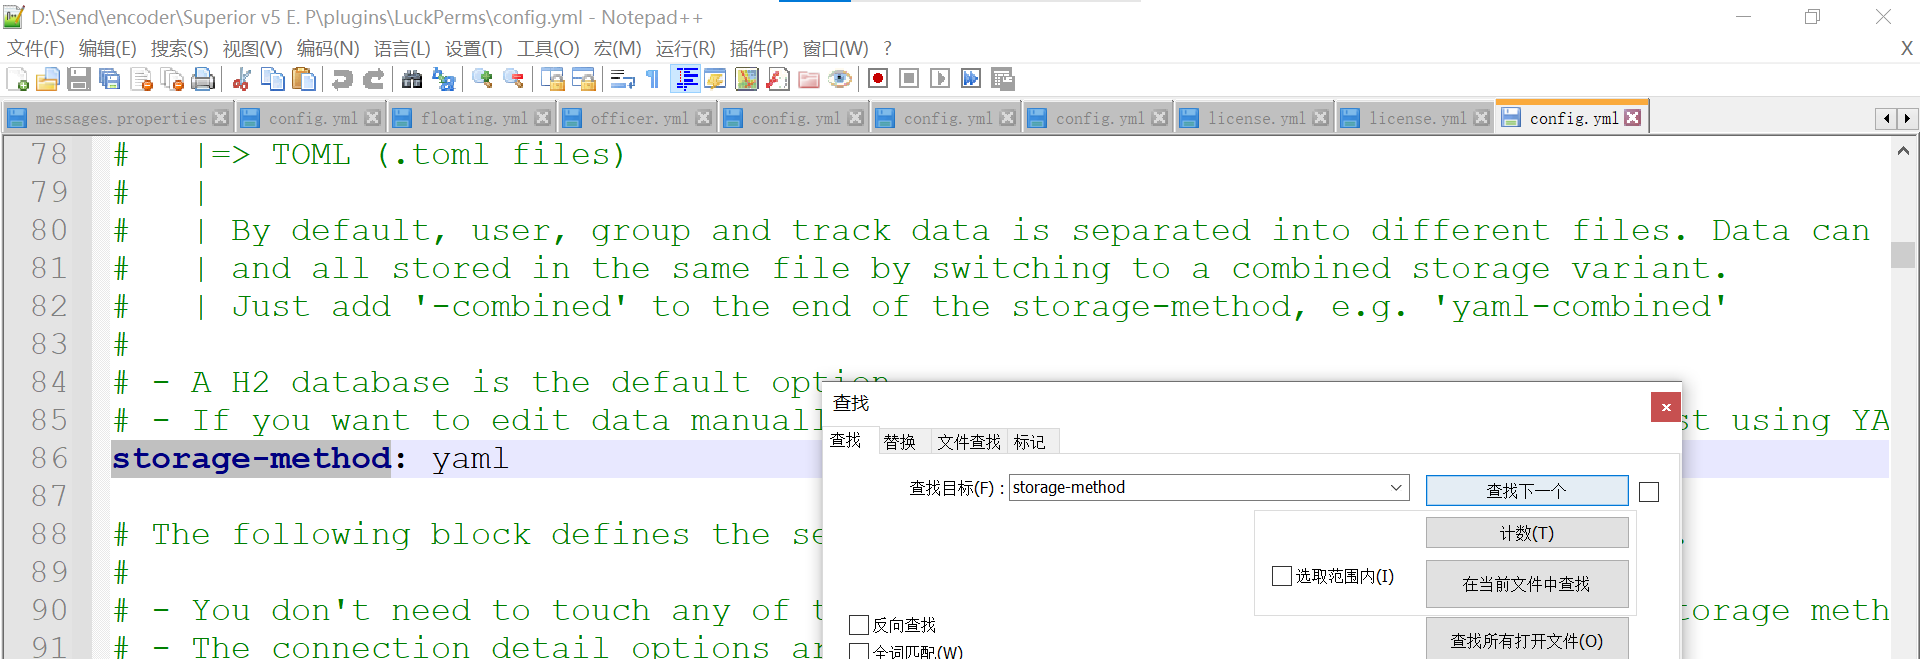 D:\Send\encoder\Superior v5 E. P\plugins\LuckPerms\config.yml - Notepad++
文件(F) 编辑(E) 搜索(S) 视图(V) 编码(N) 语言(L) 设置(T) 工具(O) 宏(M) 运行(R) 插件(P) 窗口(W) ? X
messages.properties config.yml floating.yml officer.yml config.yml config.yml config.yml license.yml license.yml config.yml
78 # |=> TOML (.toml files)
79 # |
80 # | By default, user, group and track data is separated into different files. Data can
81 # | and all stored in the same file by switching to a combined storage variant.
82 # | Just add '-combined' to the end of the storage-method, e.g. 'yaml-combined'
83 #
84 # - A H2 database is the default option
85 # - If you want to edit data manuall st using YA
86 storage-method: yaml
87
88 # The following block defines the se
89 #
90 # - You don't need to touch any of t torage meth
91 # - The connection detail options ar
查找
查找 替换 文件查找 标记
查找目标(F) : storage-method 查找下一个
计数(T)
选取范围内(I) 在当前文件中查找
反向查找
查找所有打开文件(O)
全词匹配(W)